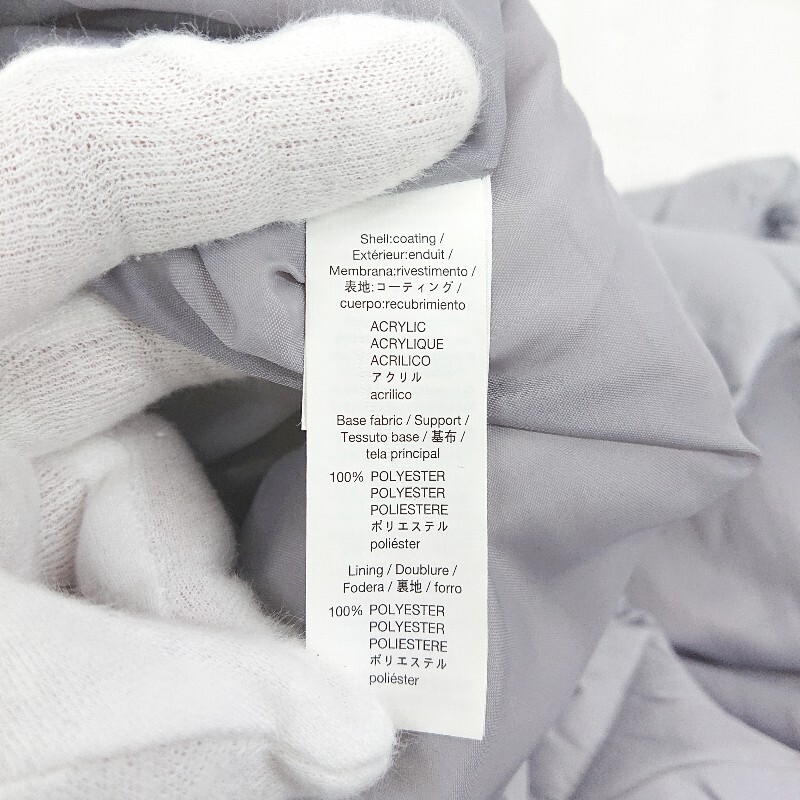 Shell:coating /
Extérieur:enduit /
Membrana:rivestimento /
表地:コーティング /
cuerpo:recubrimiento
ACRYLIC
ACRYLIQUE
ACRILICO
アクリル
acrílico
Base fabric / Support /
Tessuto base / 基布 /
tela principal
100% POLYESTER
POLYESTER
POLIESTERE
ポリエステル
poliéster
Lining / Doublure /
Fodera / 裏地 / forro
100% POLYESTER
POLYESTER
POLIESTERE
ポリエステル
poliéster